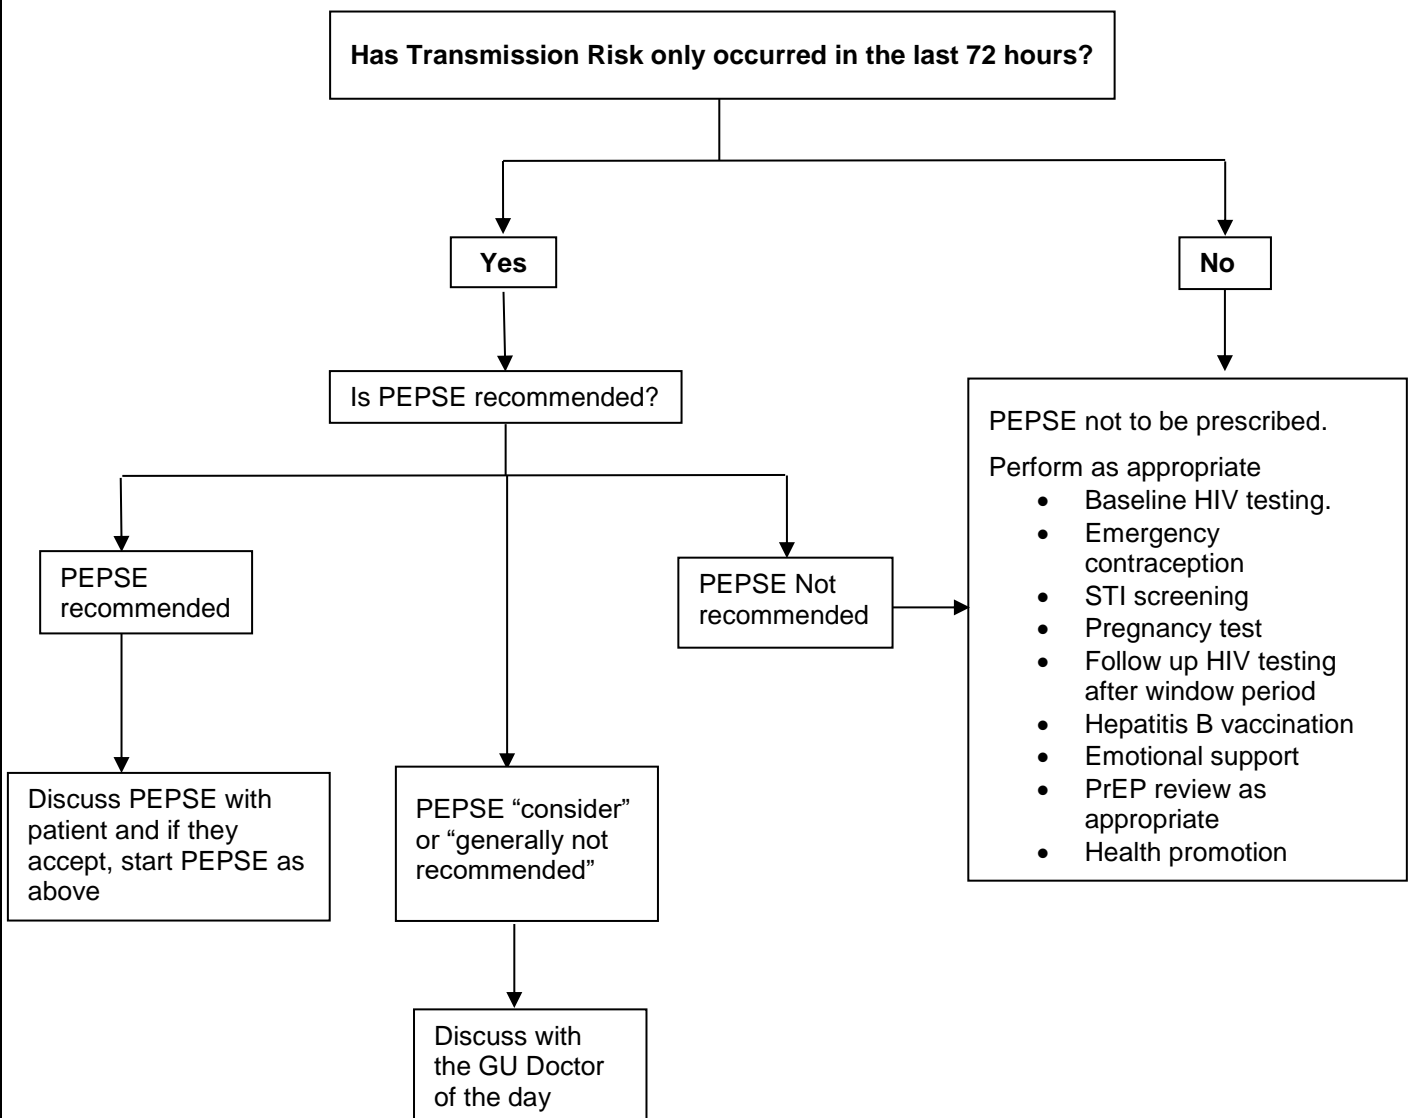 Has Transmission Risk only occurred in the last 72 hours?
Yes
No
Is PEPSE recommended?
PEPSE
recommended
PEPSE Not
recommended
PEPSE not to be prescribed.
Perform as appropriate
• Baseline HIV testing.
• Emergency
contraception
• STI screening
• Pregnancy test
• Follow up HIV testing
after window period
• Hepatitis B vaccination
• Emotional support
• PrEP review as
appropriate
• Health promotion
Discuss PEPSE with
patient and if they
accept, start PEPSE as
above
PEPSE “consider”
or “generally not
recommended”
Discuss with
the GU Doctor
of the day